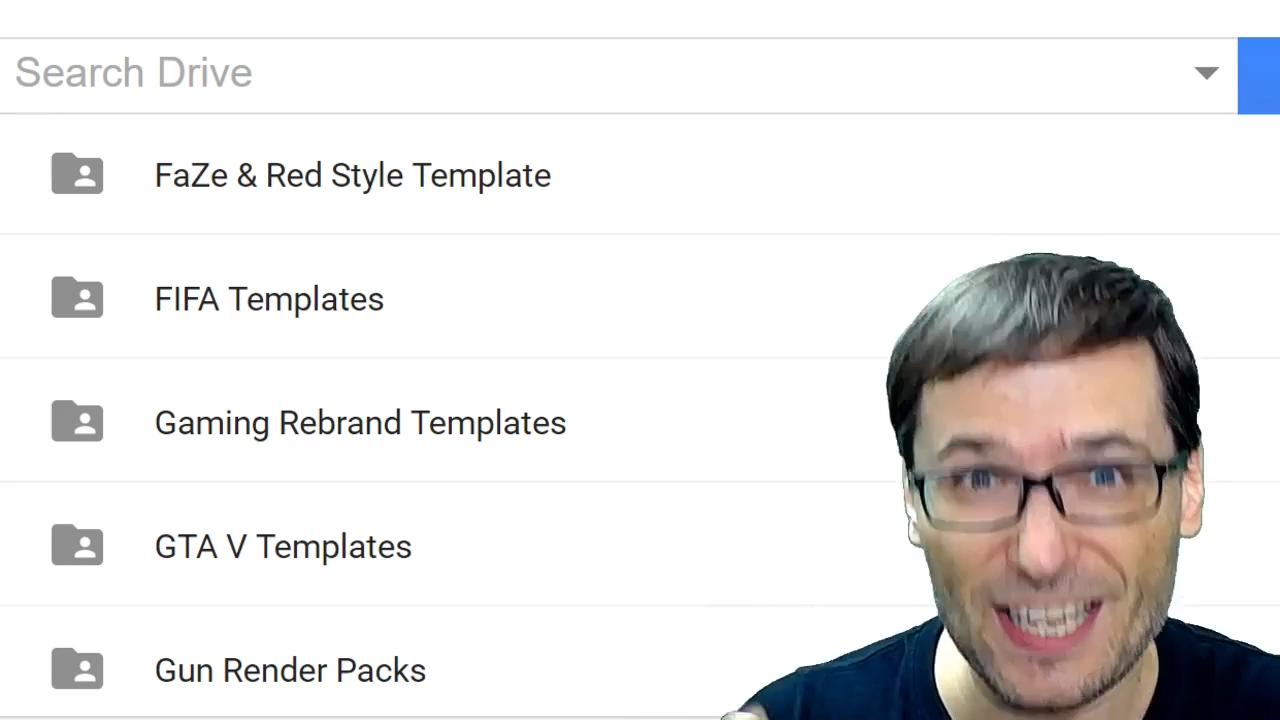 Search Drive
FaZe & Red Style Template
FIFA Templates
Gaming Rebrand Templates
GTA V Templates
Gun Render Packs